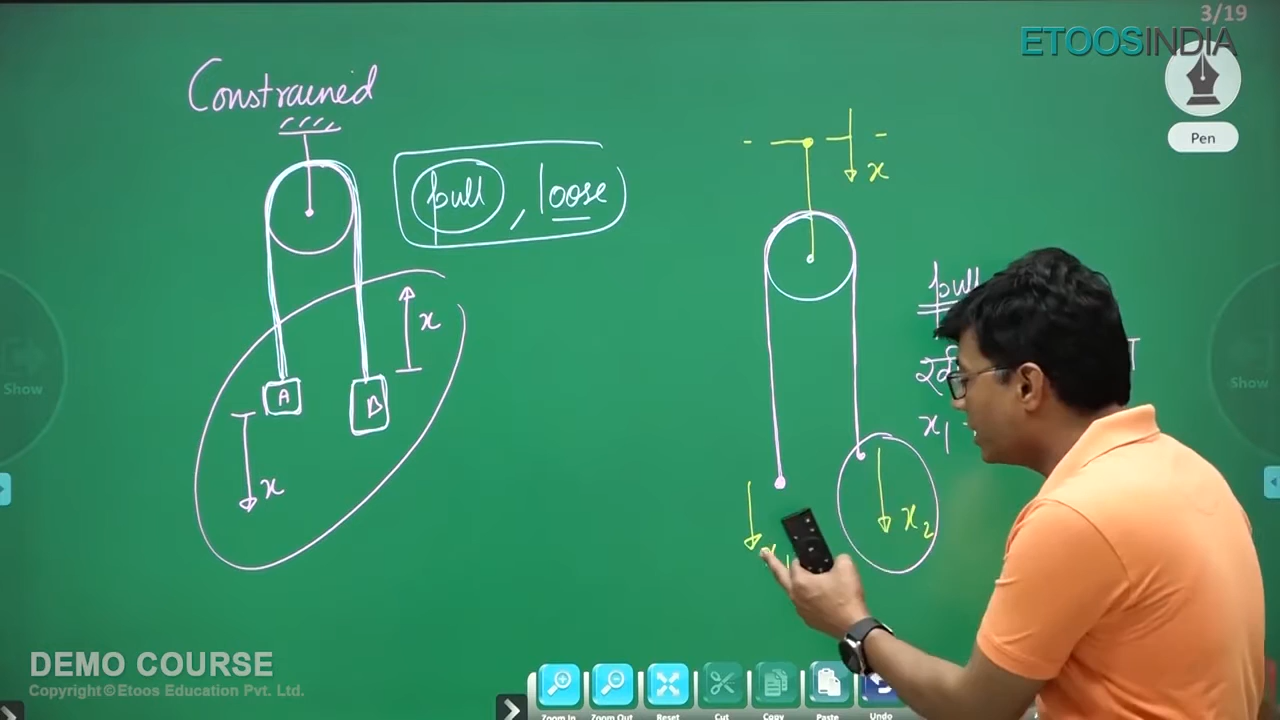 3/19
ETOOSINDIA
Pen
Constrained
pull, loose
x
pull
x
A
B
x
x₁
x₁
x₂
Show
Show
DEMO COURSE
Copyright © Etoos Education Pvt. Ltd.
Zoom In Zoom Out Reset Cut Copy Paste Undo